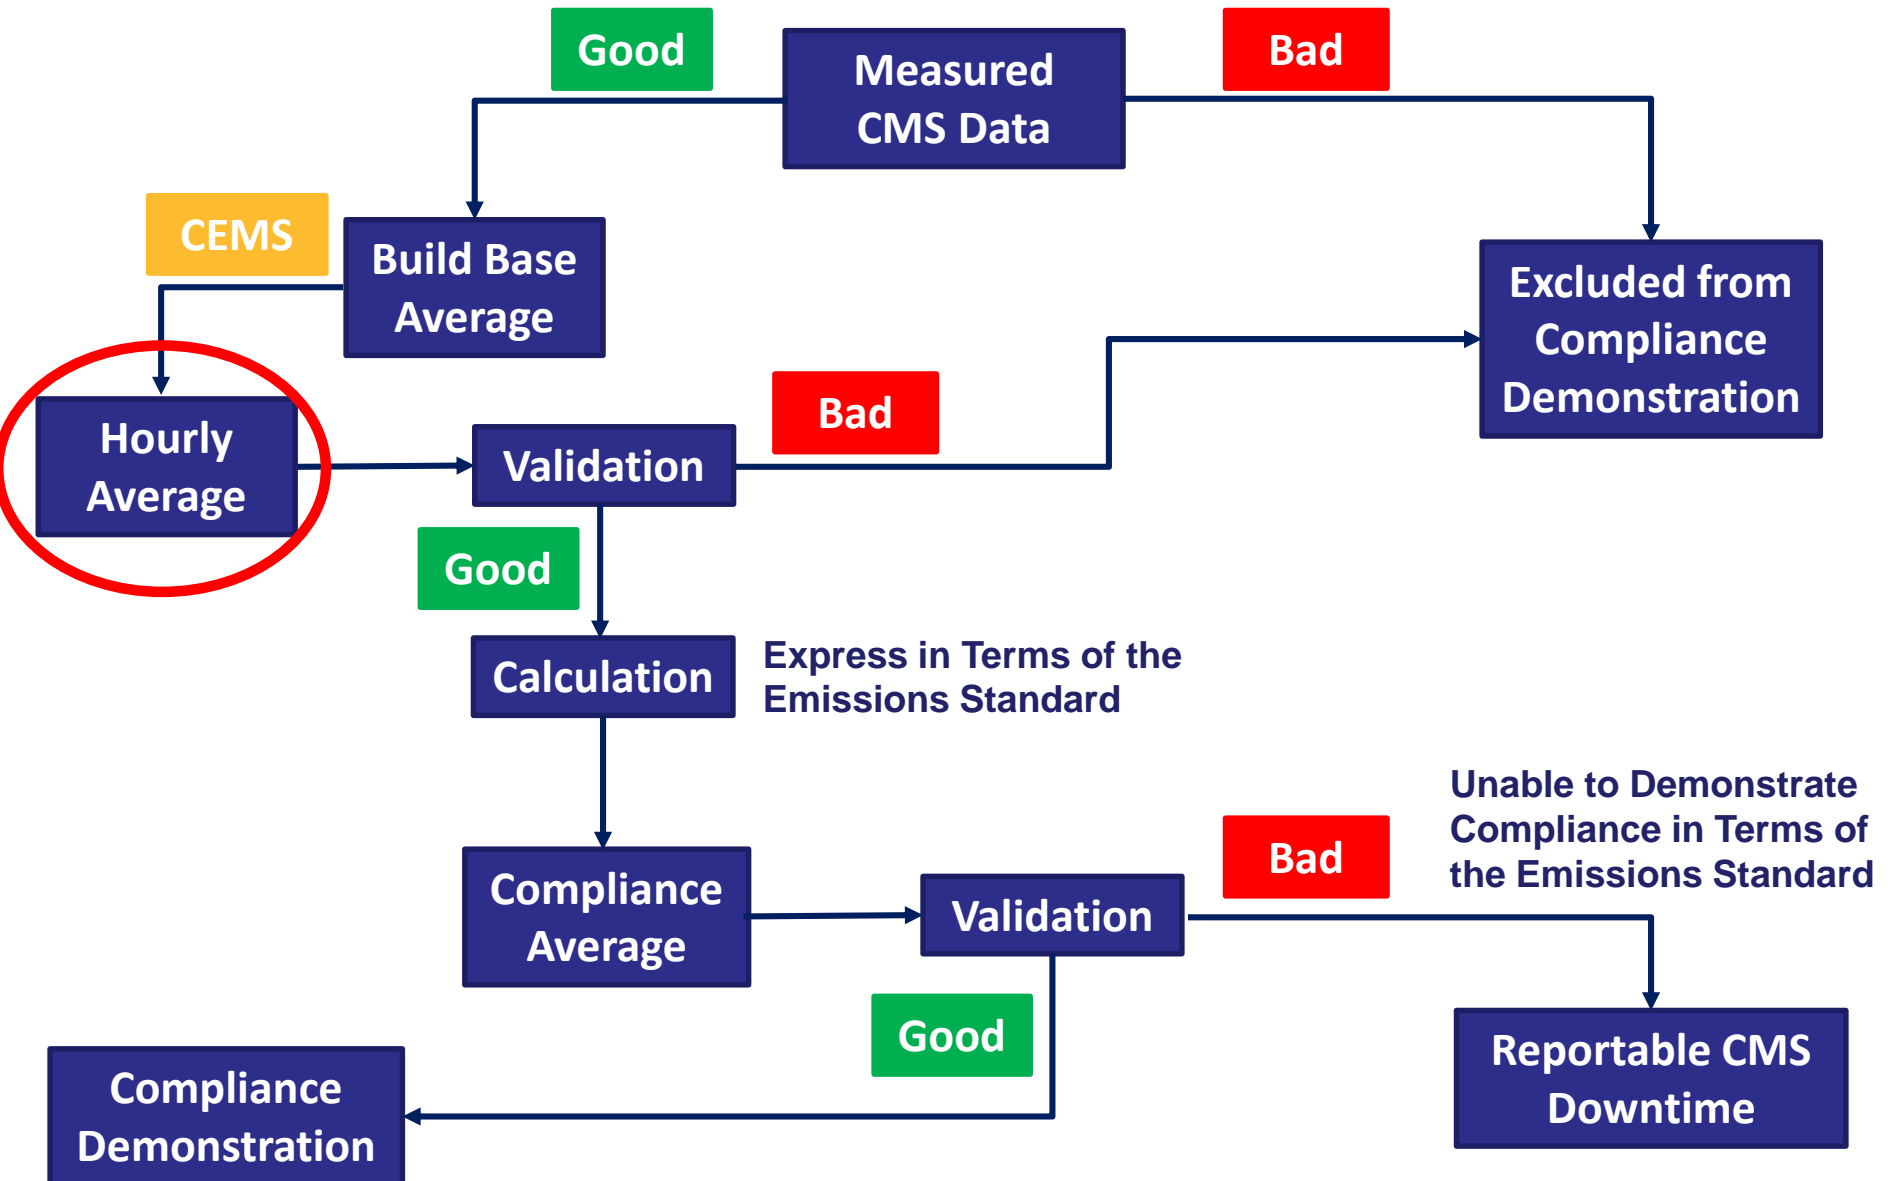 Good
Measured
CMS Data
Bad
CEMS
Build Base
Average
Excluded from
Compliance
Demonstration
Hourly
Average
Validation
Bad
Good
Calculation
Express in Terms of the
Emissions Standard
Compliance
Average
Validation
Bad
Unable to Demonstrate
Compliance in Terms of
the Emissions Standard
Good
Reportable CMS
Downtime
Compliance
Demonstration